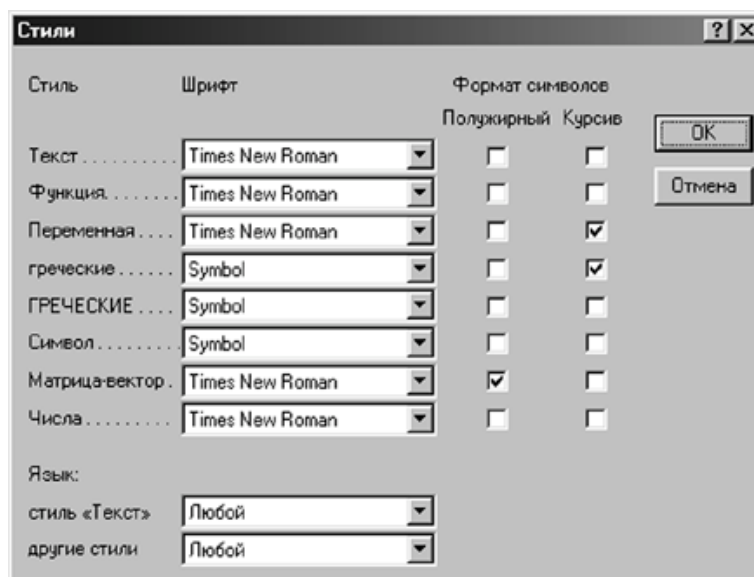 Стили
Стиль Шрифт Формат символов
Полужирный Курсив
OK
Текст . . . . . . . . . . Times New Roman
Функция. . . . . . . . Times New Roman
Отмена
Переменная . . . . Times New Roman
греческие . . . . . . Symbol
ГРЕЧЕСКИЕ . . . . Symbol
Символ . . . . . . . . . Symbol
Матрица-вектор . Times New Roman
Числа . . . . . . . . . Times New Roman
Язык:
стиль «Текст» Любой
другие стили Любой